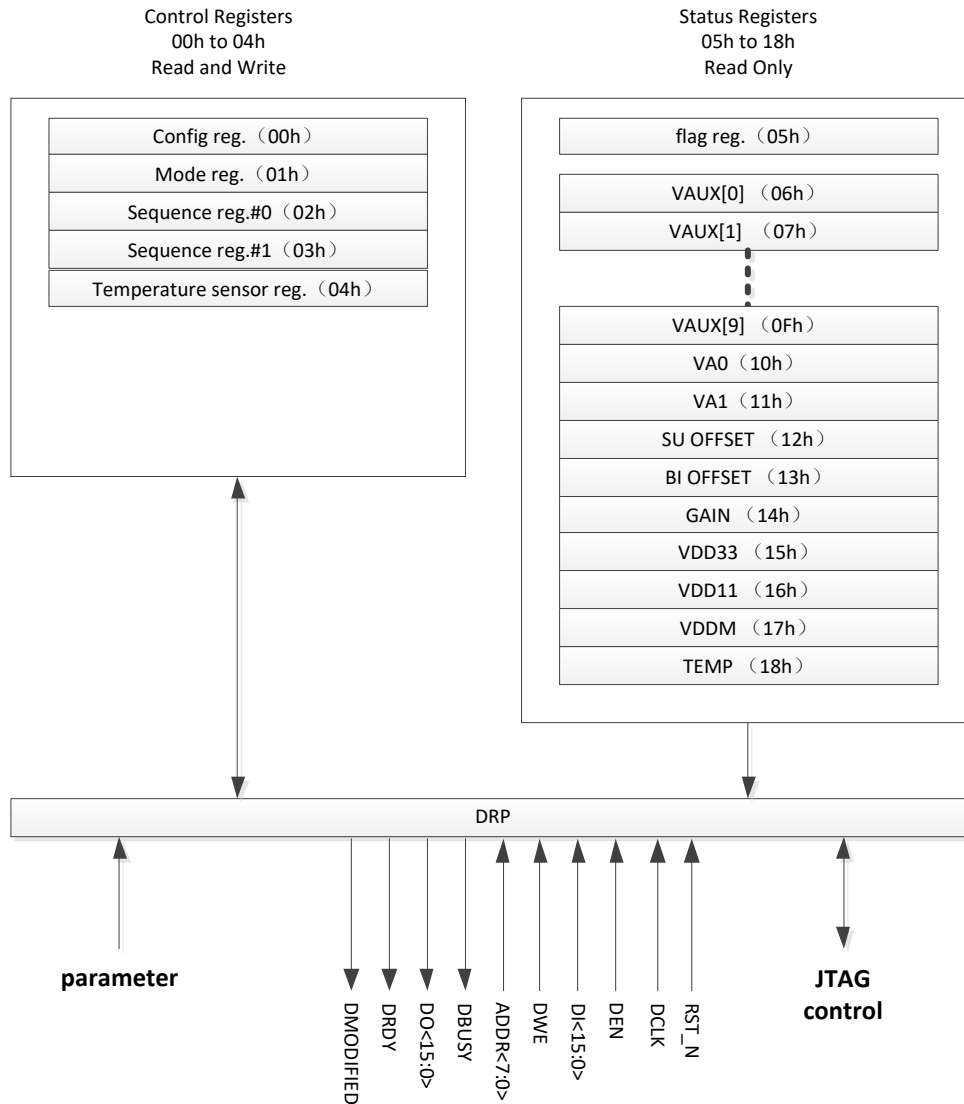 Control Registers
00h to 04h
Read and Write
Status Registers
05h to 18h
Read Only
Config reg.（00h）
Mode reg.（01h）
Sequence reg.#0（02h）
Sequence reg.#1（03h）
Temperature sensor reg.（04h）
flag reg.（05h）
VAUX[0]（06h）
VAUX[1] （07h）
VAUX[9]（0Fh）
VA0（10h）
VA1（11h）
SU OFFSET（12h）
BI OFFSET（13h）
GAIN（14h）
VDD33（15h）
VDD11（16h）
VDDM（17h）
TEMP（18h）
DRP
parameter
DMODIFIED
DRDY
DO<15:0>
DBUSY
ADDR<7:0>
DWE
DI<15:0>
DEN
DCLK
RST_N
JTAG
control